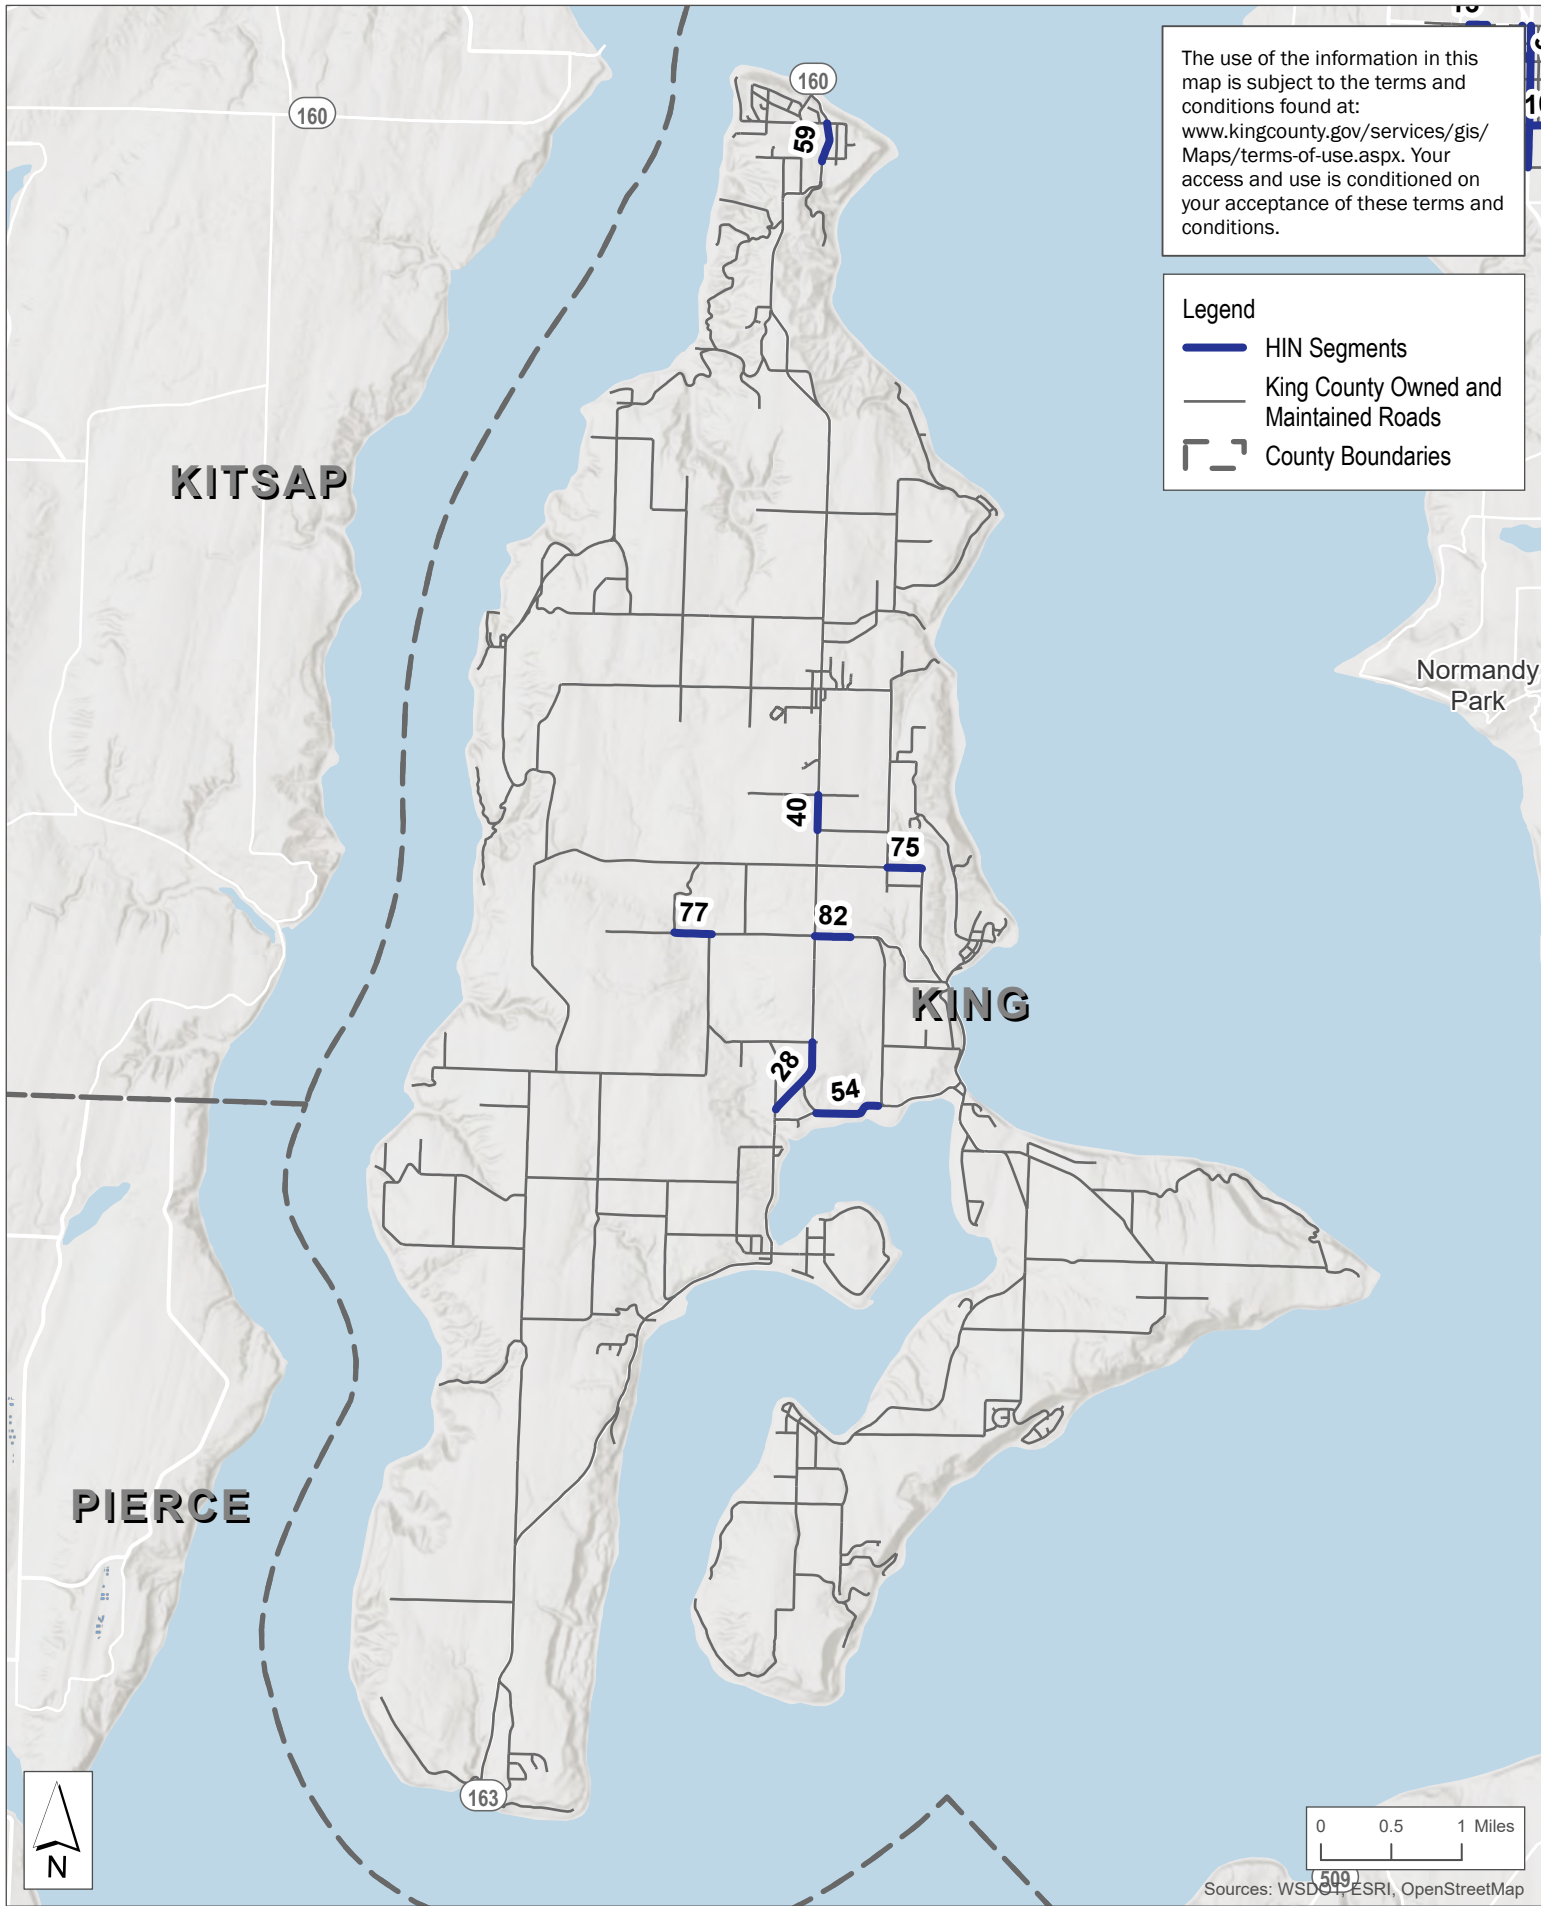 160
160
59
The use of the information in this
map is subject to the terms and
conditions found at:
www.kingcounty.gov/services/gis/
Maps/terms-of-use.aspx. Your
access and use is conditioned on
your acceptance of these terms and
conditions.
Legend
HIN Segments
King County Owned and
Maintained Roads
County Boundaries
KITSAP
Normandy
Park
40
75
77
82
KING
28
54
PIERCE
163
N
0 0.5 1 Miles
509
Sources: WSDOT, ESRI, OpenStreetMap